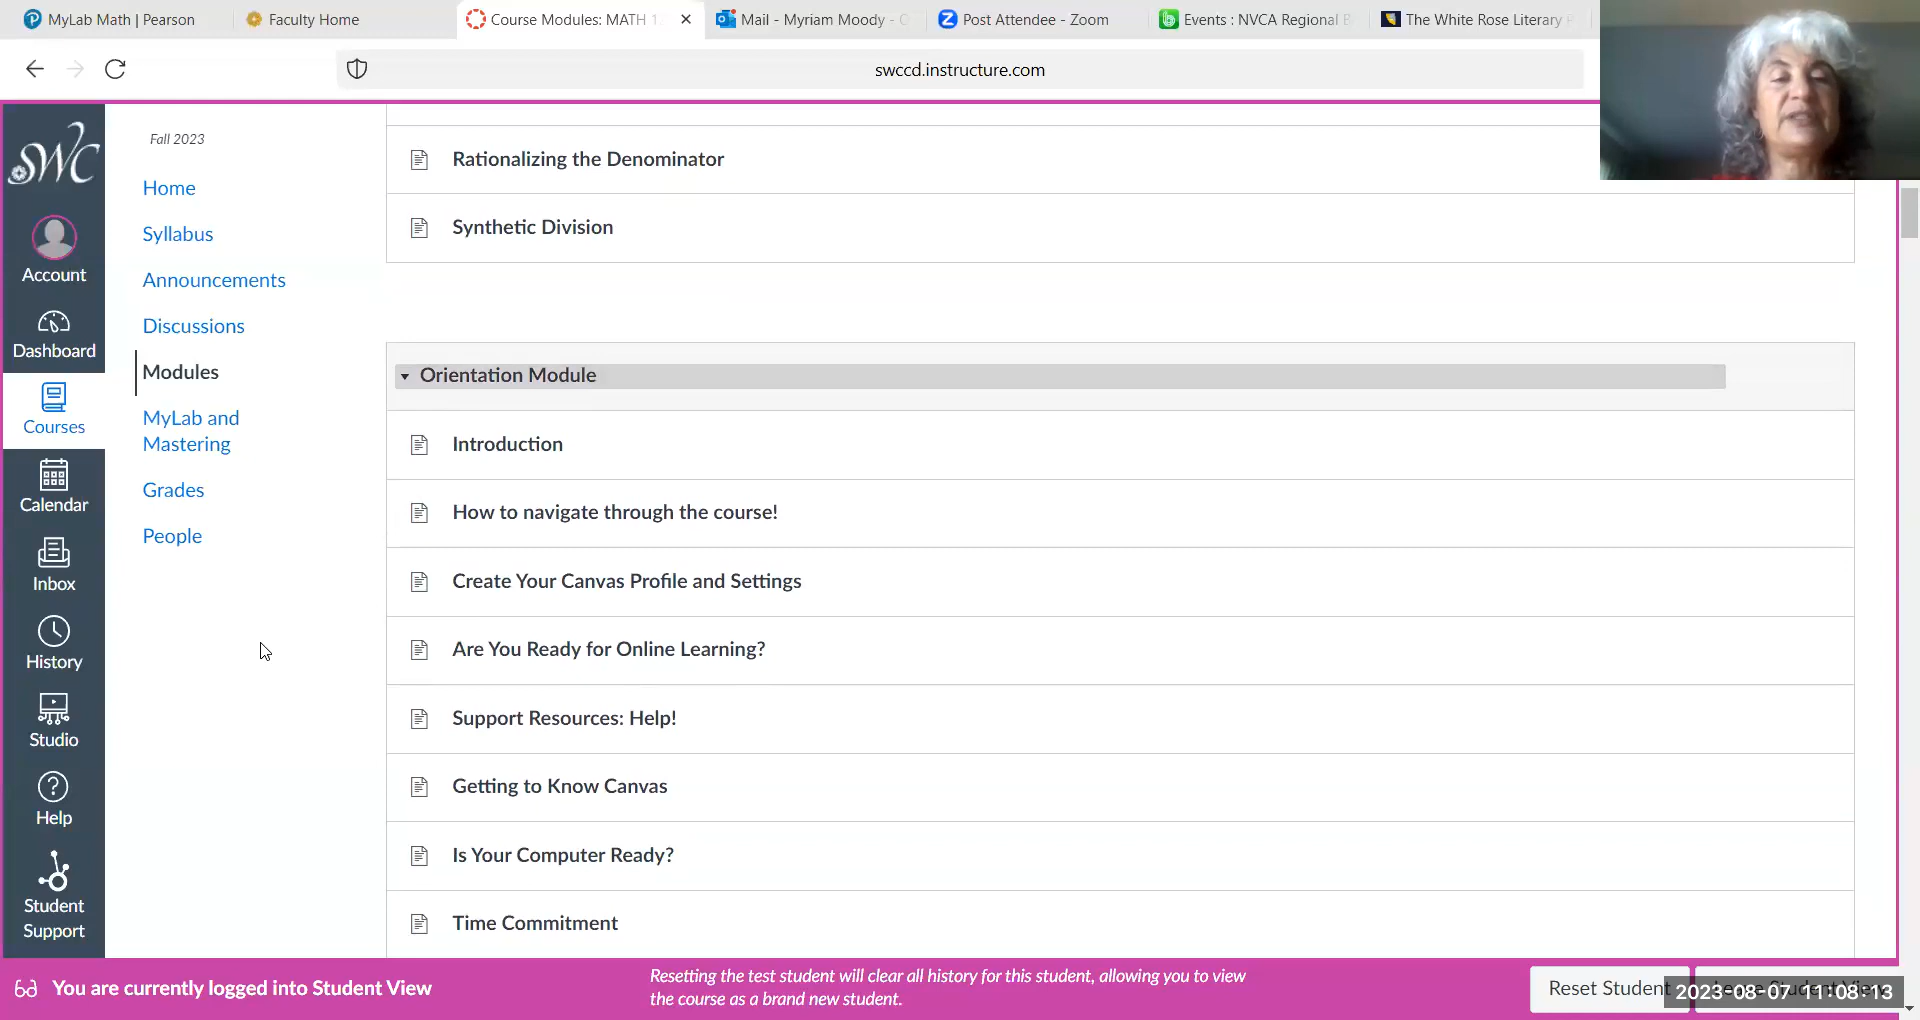 MyLab Math | Pearson
Faculty Home
Course Modules: MATH
Mail - Myriam Moody -
Post Attendee - Zoom
Events : NVCA Regional
The White Rose Literary
swccd.instructure.com
SWC
Account
Dashboard
Courses
Calendar
Inbox
History
Studio
Help
Student
Support
Fall 2023
Home
Syllabus
Announcements
Discussions
Modules
MyLab and
Mastering
Grades
People
Rationalizing the Denominator
Synthetic Division
Orientation Module
Introduction
How to navigate through the course!
Create Your Canvas Profile and Settings
Are You Ready for Online Learning?
Support Resources: Help!
Getting to Know Canvas
Is Your Computer Ready?
Time Commitment
You are currently logged into Student View
Resetting the test student will clear all history for this student, allowing you to view
the course as a brand new student.
Reset Student
2023-08-07 11:08:13